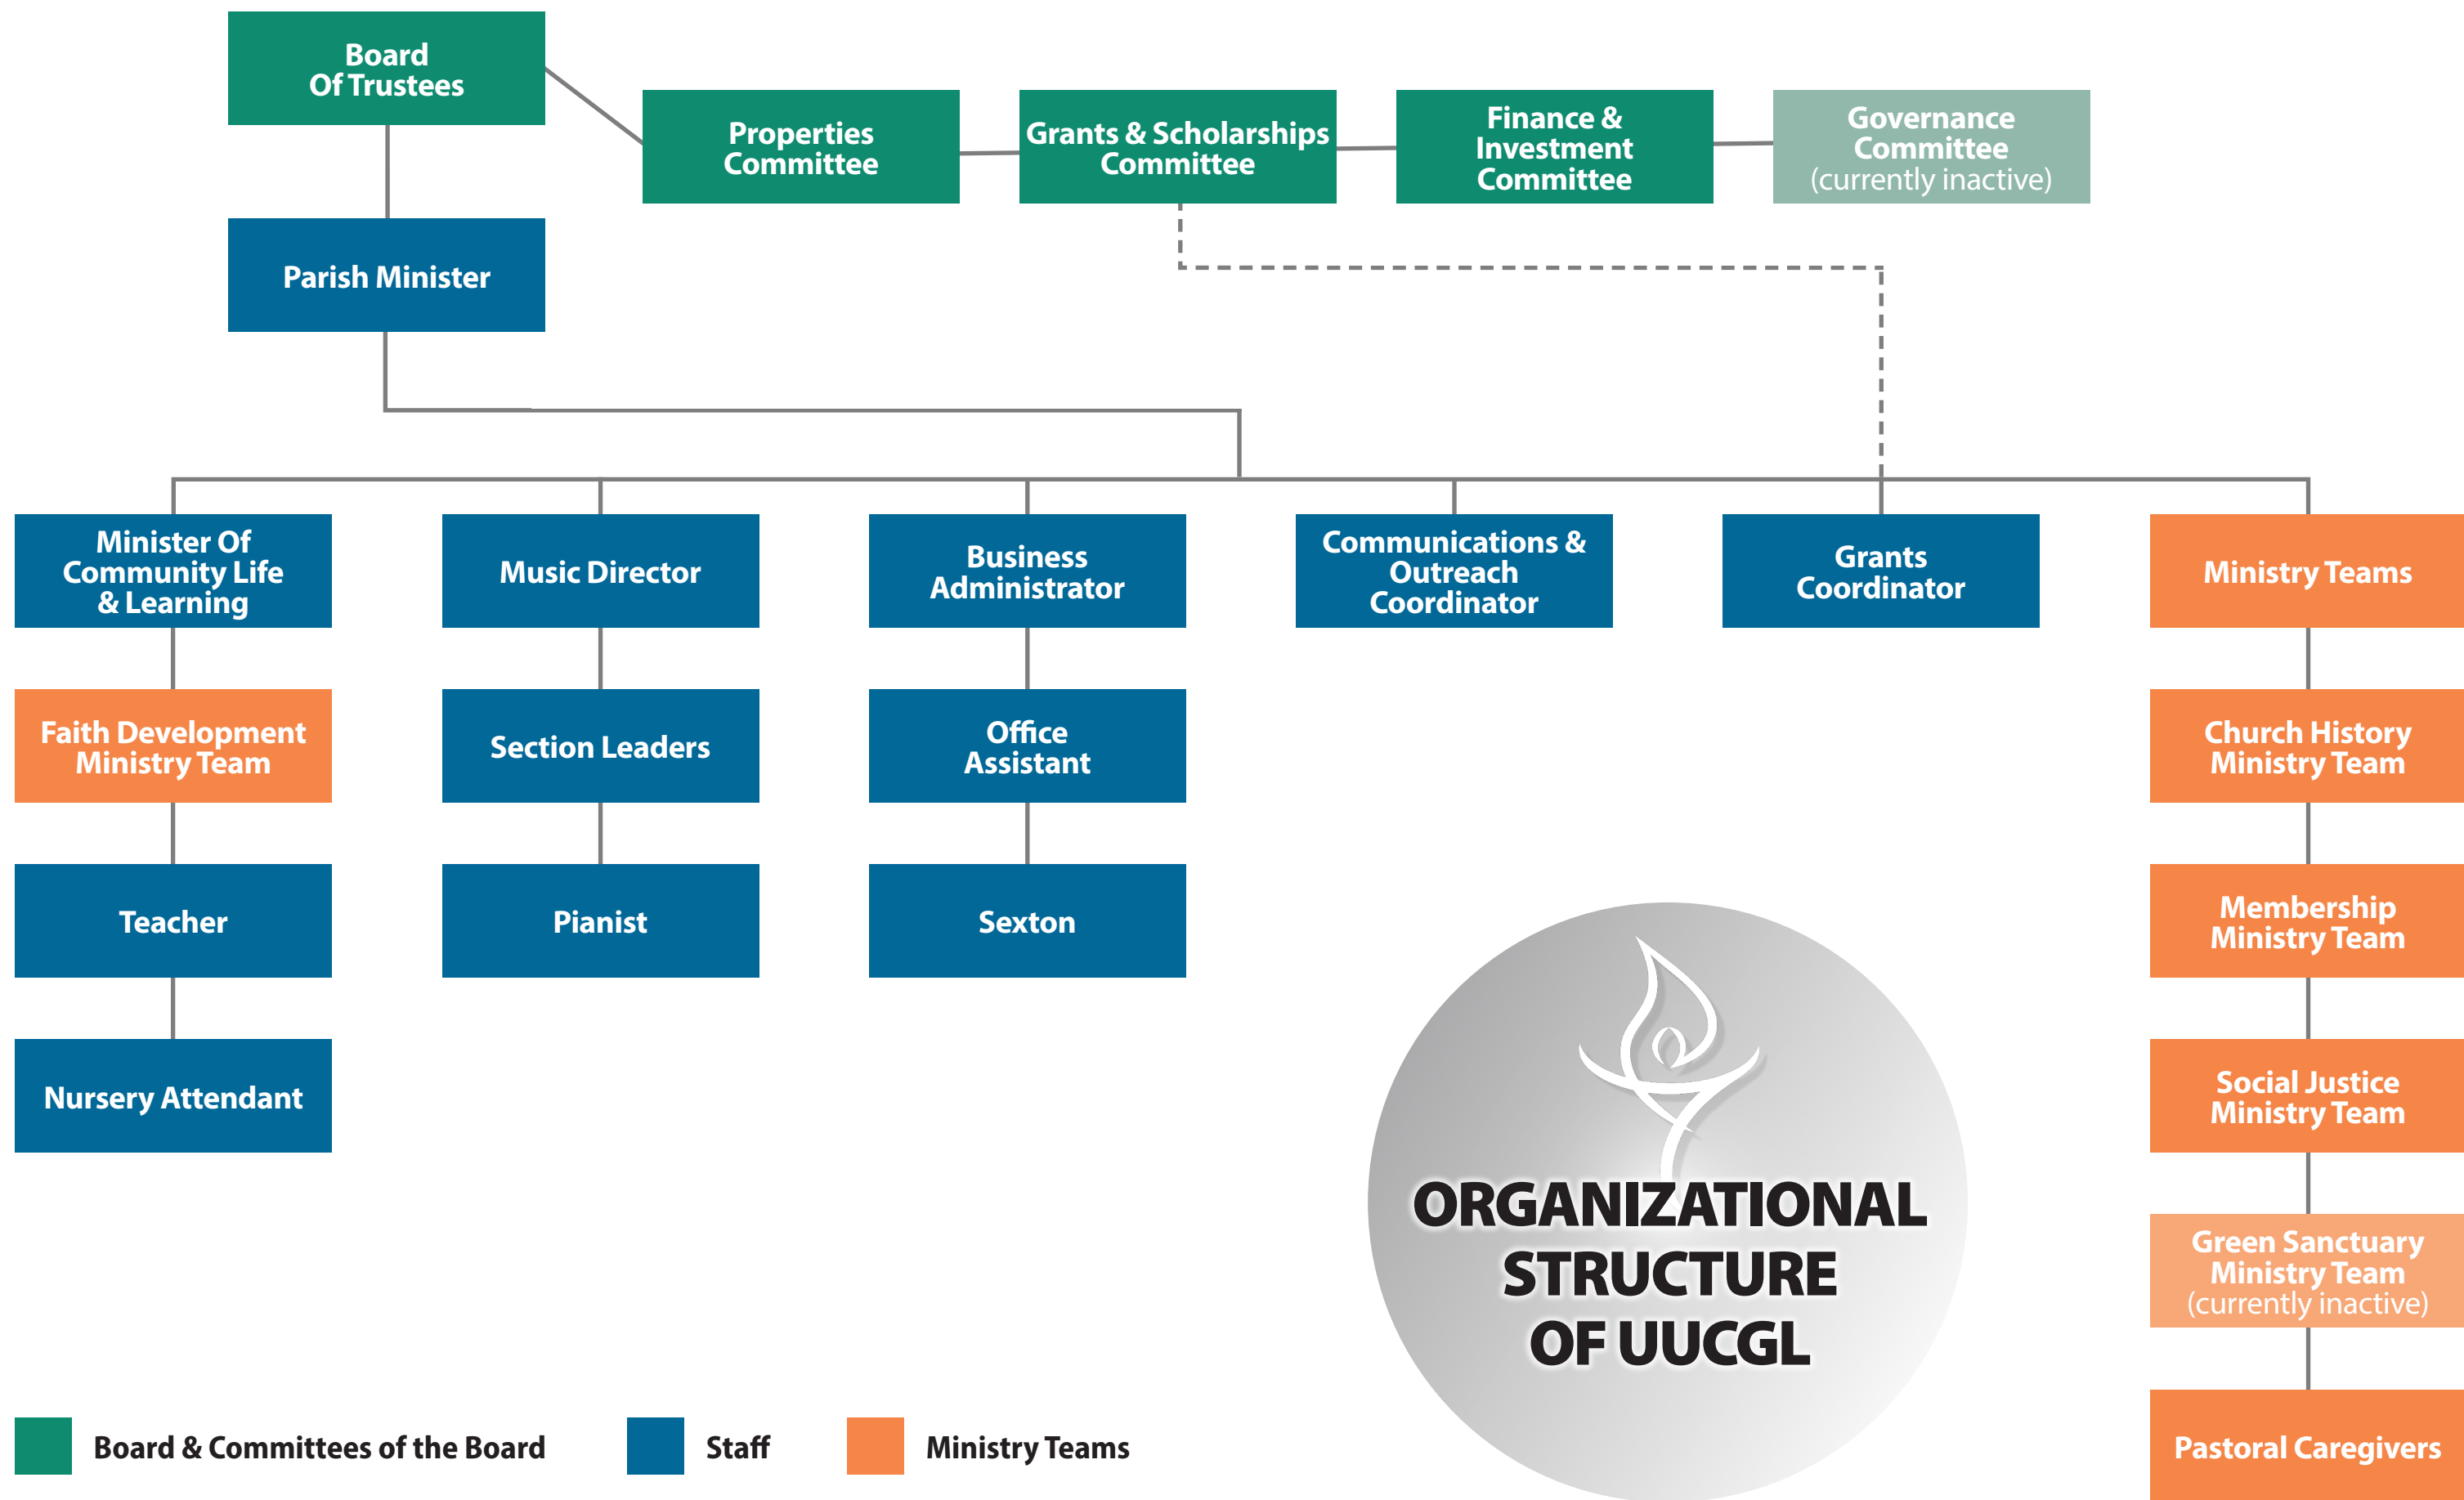 Board
Of Trustees
Properties
Committee
Grants & Scholarships
Committee
Finance &
Investment
Committee
Governance
Committee
(currently inactive)
Parish Minister
Minister Of
Community Life
& Learning
Music Director
Business
Administrator
Communications &
Outreach
Coordinator
Grants
Coordinator
Ministry Teams
Faith Development
Ministry Team
Section Leaders
Office
Assistant
Church History
Ministry Team
Teacher
Pianist
Sexton
Membership
Ministry Team
Nursery Attendant
Social Justice
Ministry Team
Green Sanctuary
Ministry Team
(currently inactive)
Pastoral Caregivers
ORGANIZATIONAL
STRUCTURE
OF UUCGL
Board & Committees of the Board
Staff
Ministry Teams